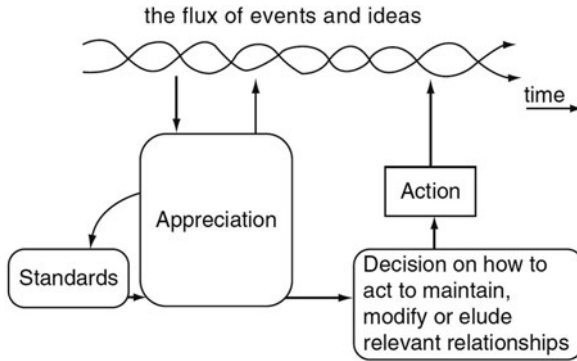 the flux of events and ideas
time
Appreciation
Action
Standards
Decision on how to
act to maintain,
modify or elude
relevant relationships